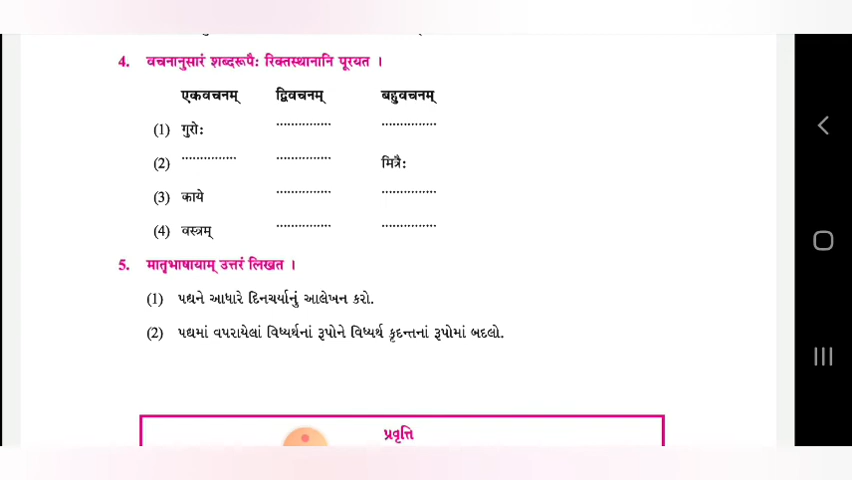 4. वचनानुसारं शब्दरूपैः रिक्तस्थानानि पूरयत ।
एकवचनम् द्विवचनम् बहुवचनम्
(1) गुरोः ............... ...............
(2) ............... ............... मित्रैः
(3) काये ............... ...............
(4) वस्त्रम् ............... ...............
5. मातृभाषायाम् उत्तरं लिखत ।
(1) પદ્યને આધારે દિનચર્યાનું આલેખન કરો.
(2) પદ્યમાં વપરાયેલાં વિધ્યર્થનાં રૂપોને વિધ્યર્થ કૃદન્તનાં રૂપોમાં બદલો.
પ્રવૃત્તિ